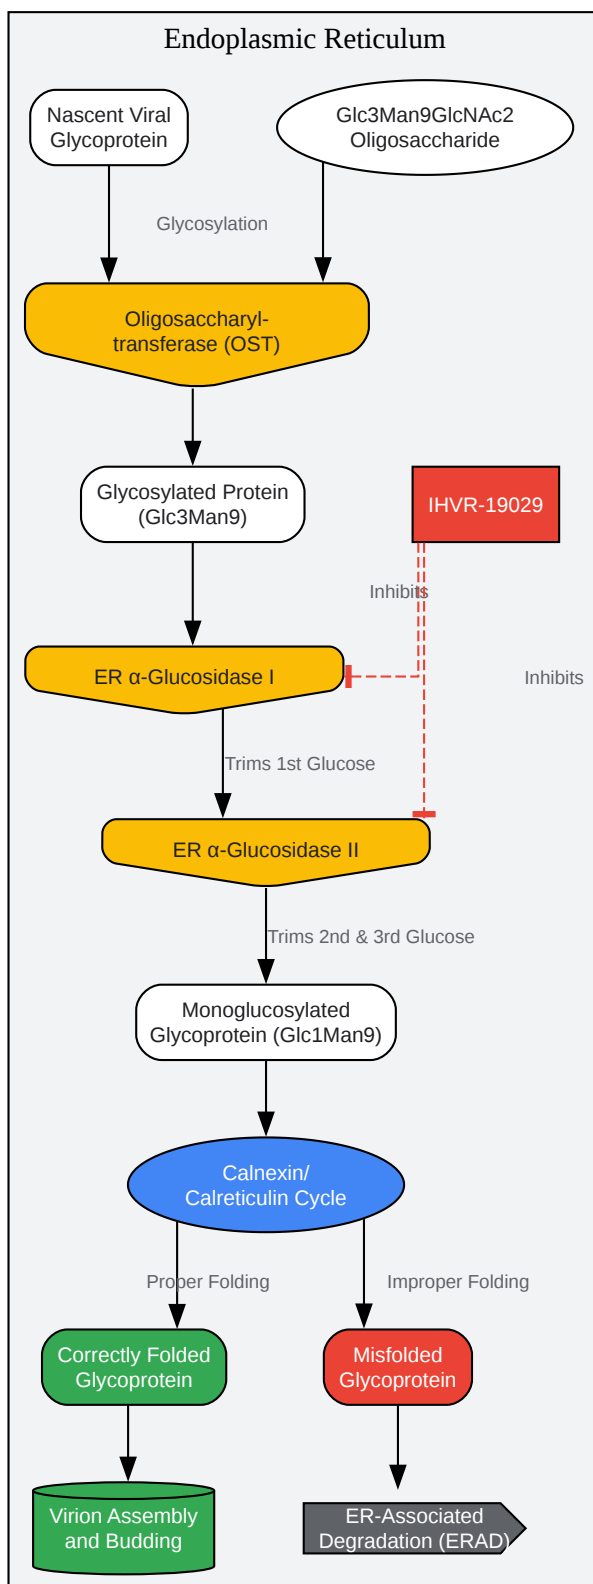 Endoplasmic Reticulum
Nascent Viral
Glycoprotein
Glc3Man9GlcNAc2
Oligosaccharide
Glycosylation
Oligosaccharyl-
transferase (OST)
Glycosylated Protein
(Glc3Man9)
IHVR-19029
Inhibits
ER α-Glucosidase I
Inhibits
Trims 1st Glucose
ER α-Glucosidase II
Trims 2nd & 3rd Glucose
Monoglucosylated
Glycoprotein (Glc1Man9)
Calnexin/
Calreticulin Cycle
Proper Folding
Improper Folding
Correctly Folded
Glycoprotein
Misfolded
Glycoprotein
Virion Assembly
and Budding
ER-Associated
Degradation (ERAD)